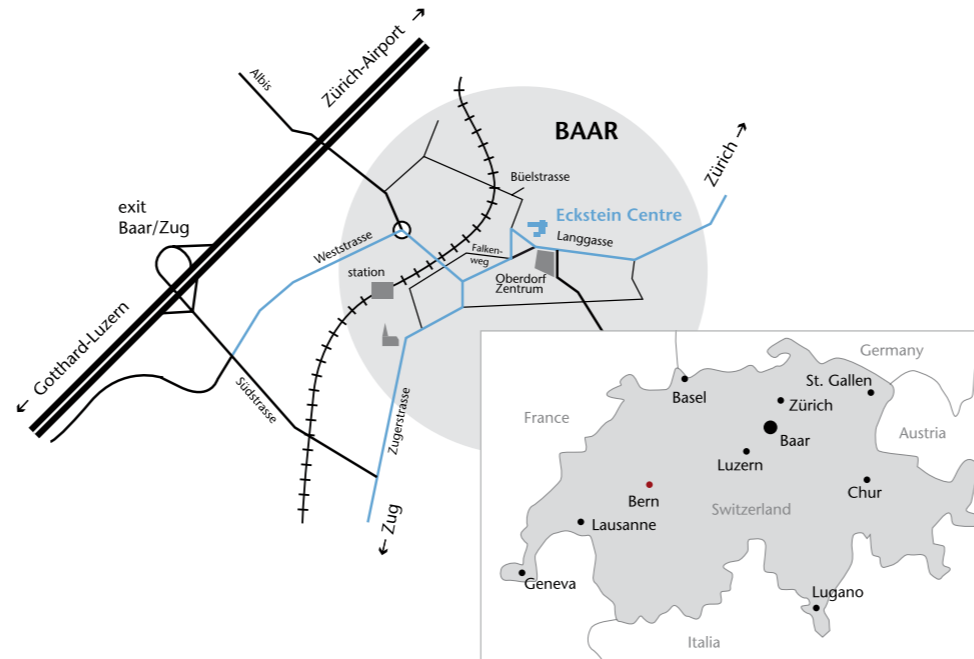 Zürich-Airport →
Albis
BAAR
Zürich →
Büelstrasse
exit
Baar/Zug
Eckstein Centre
Weststrasse
Langgasse
Falken-
weg
station
Oberdorf
Zentrum
← Gotthard-Luzern
Südstrasse
Zugerstrasse
← Zug
Germany
St. Gallen
Basel
Zürich
France
Austria
Baar
Luzern
Chur
Bern
Switzerland
Lausanne
Geneva
Lugano
Italia